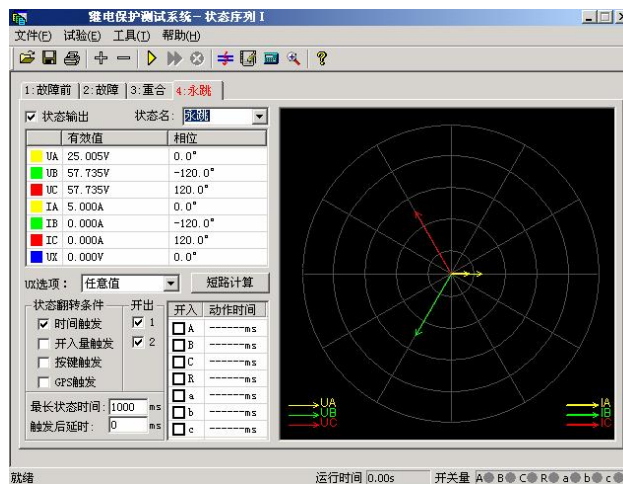 继电保护测试系统-状态序列 I
文件(F) 试验(E) 工具(T) 帮助(H)
1:故障前 2:故障 3:重合 4:永跳
状态输出 状态名: 永跳
有效值 相位
UA 25.005V 0.0°
UB 57.735V -120.0°
UC 57.735V 120.0°
IA 5.000A 0.0°
IB 0.000A -120.0°
IC 0.000A 120.0°
UX 0.000V 0.0°
UX选项: 任意值 短路计算
状态翻转条件 开出 开入 动作时间
时间触发 1 A ------ms
开入量触发 2 B ------ms
按键触发 C ------ms
GPS触发 R ------ms
a ------ms
最长状态时间: 1000 ms b ------ms
触发后延时: 0 ms c ------ms
UA IA
UB IB
UC IC
就绪 运行时间 0.00s 开关量 A B C R a b c